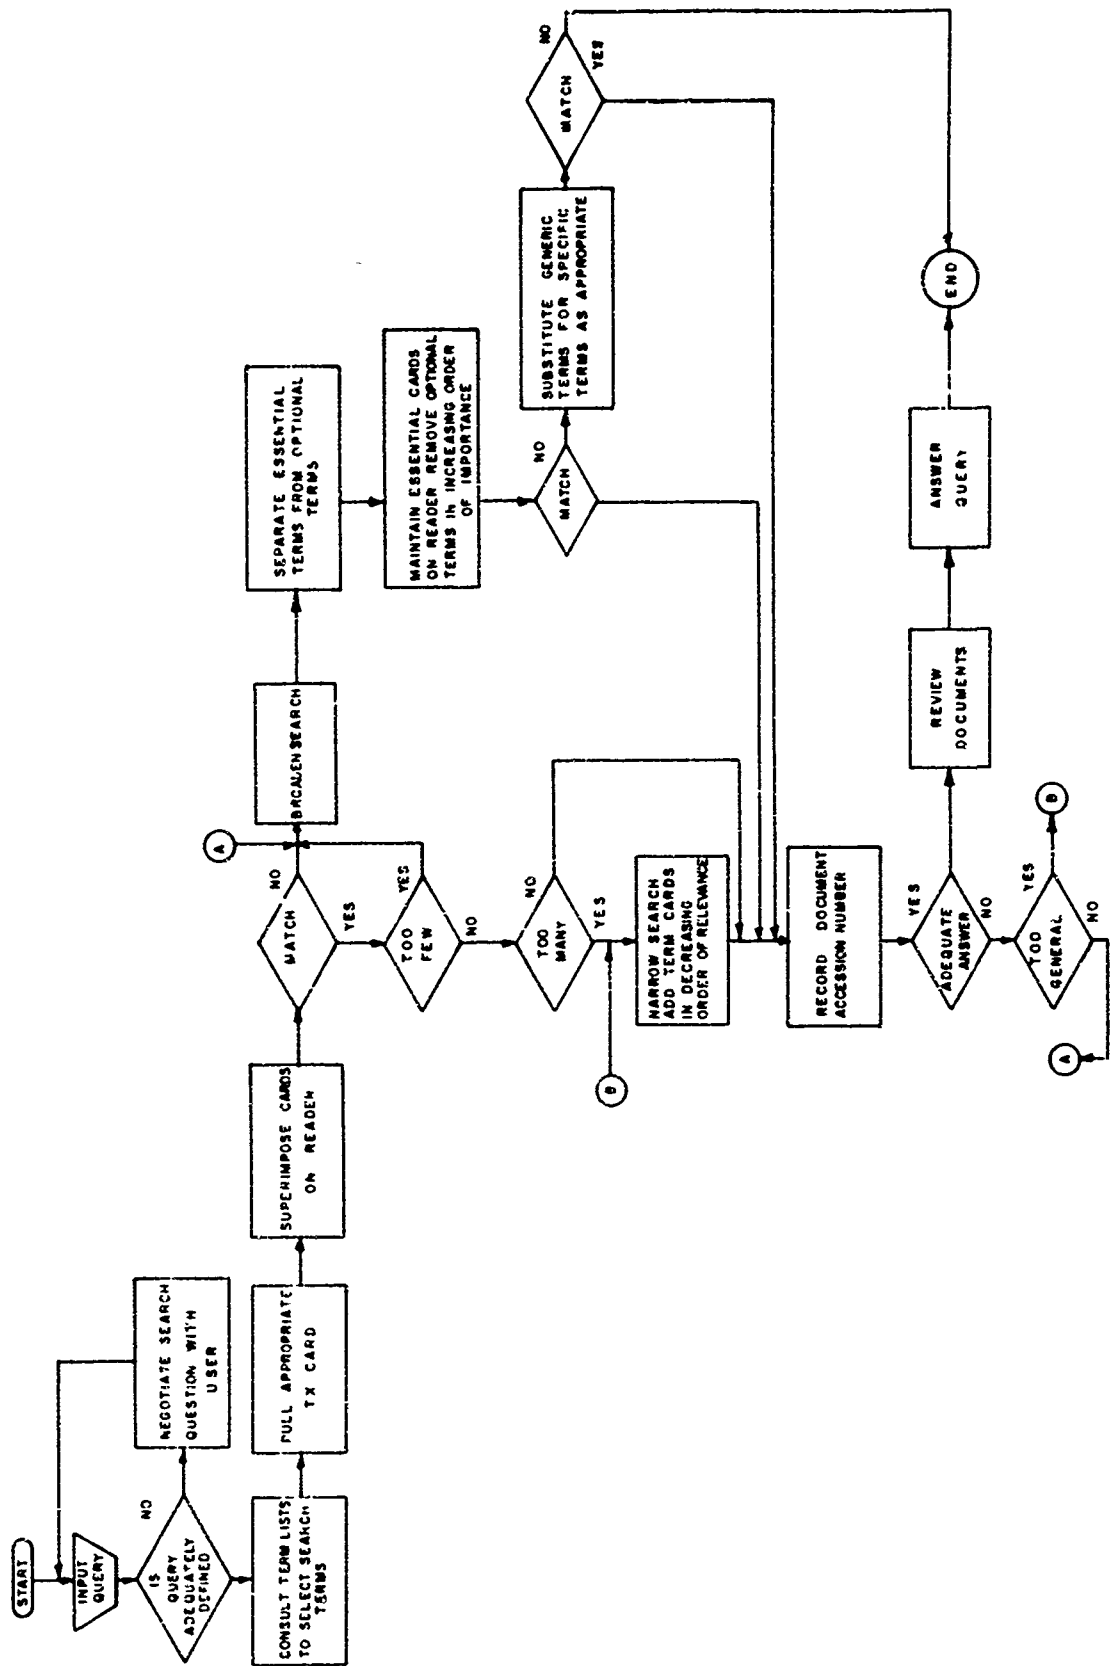 START
INPUT
QUERY
IS
QUERY
ADEQUATELY
DEFINED
NO
NEGOTIATE SEARCH
QUESTION WITH
USER
CONSULT TERM LISTS
TO SELECT SEARCH
TERMS
PULL APPROPRIATE
TX CARD
SUPERIMPOSE CARDS
ON READER
MATCH
NO
YES
A
BROADEN SEARCH
SEPARATE ESSENTIAL
TERMS FROM OPTIONAL
TERMS
MAINTAIN ESSENTIAL CARDS
ON READER REMOVE OPTIONAL
TERMS IN INCREASING ORDER
OF IMPORTANCE
MATCH
NO
SUBSTITUTE GENERIC
TERMS FOR SPECIFIC
TERMS AS APPROPRIATE
MATCH
NO
YES
TOO
FEW
YES
NO
TOO
MANY
NO
YES
B
NARROW SEARCH
ADD TERM CARDS
IN DECREASING
ORDER OF RELEVANCE
RECORD DOCUMENT
ACCESSION NUMBER
ADEQUATE
ANSWER
YES
NO
REVIEW
DOCUMENTS
ANSWER
QUERY
END
TOO
GENERAL
YES
B
NO
A